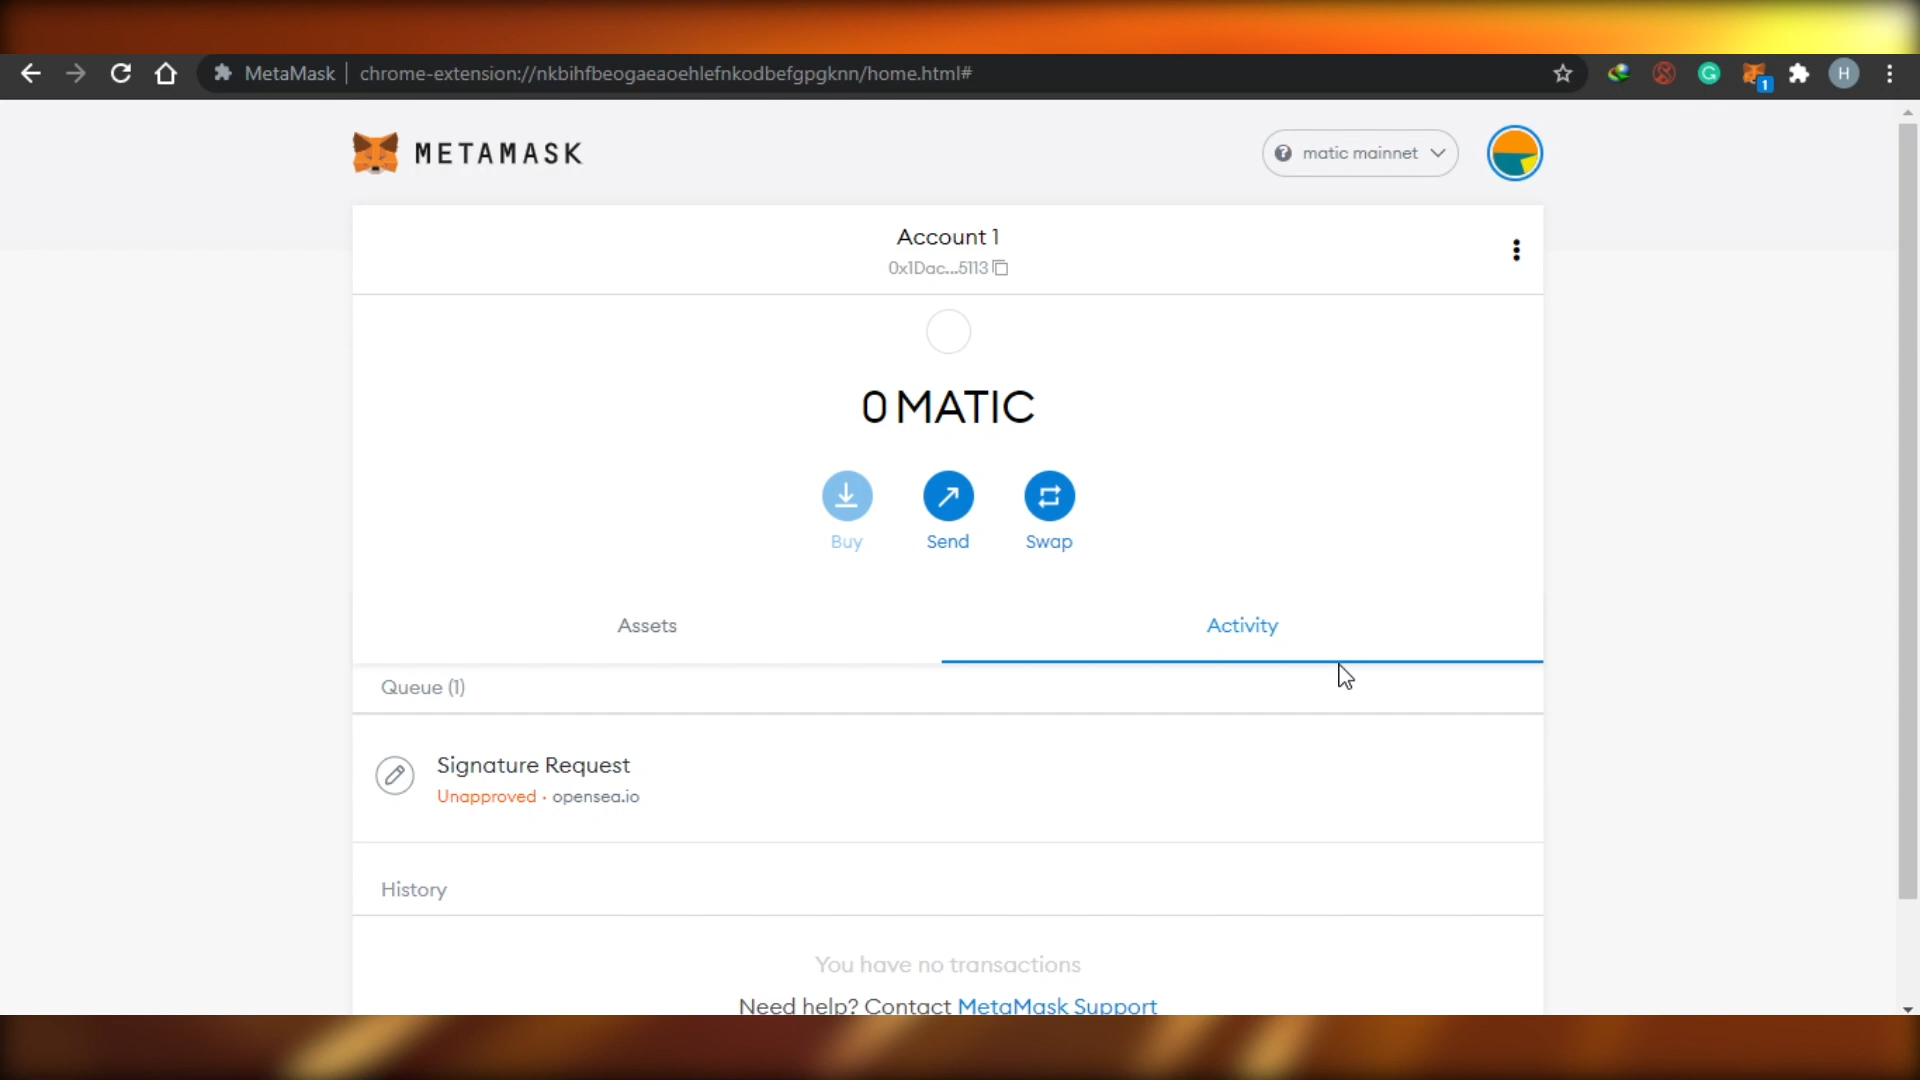 MetaMask | chrome-extension://nkbihfbeogaeaoehlefnkodbefgpgknn/home.html#
1
H
METAMASK
? matic mainnet
Account 1
0x1Dac...5113
0 MATIC
Buy
Send
Swap
Assets
Activity
Queue (1)
Signature Request
Unapproved · opensea.io
History
You have no transactions
Need help? Contact MetaMask Support